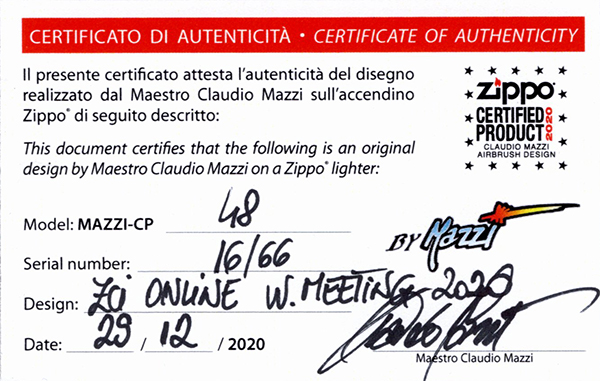 CERTIFICATO DI AUTENTICITÀ • CERTIFICATE OF AUTHENTICITY
Il presente certificato attesta l'autenticità del disegno
realizzato dal Maestro Claudio Mazzi sull'accendino
Zippo® di seguito descritto:
This document certifies that the following is an original
design by Maestro Claudio Mazzi on a Zippo® lighter:
zippo
CERTIFIED
PRODUCT 2020
CLAUDIO MAZZI
AIRBRUSH DESIGN
Model: MAZZI-CP 48
BY Mazzi
Serial number: 16/66
Design: ZCI ONLINE W. MEETING 2020
Date: 29 / 12 / 2020
Maestro Claudio Mazzi